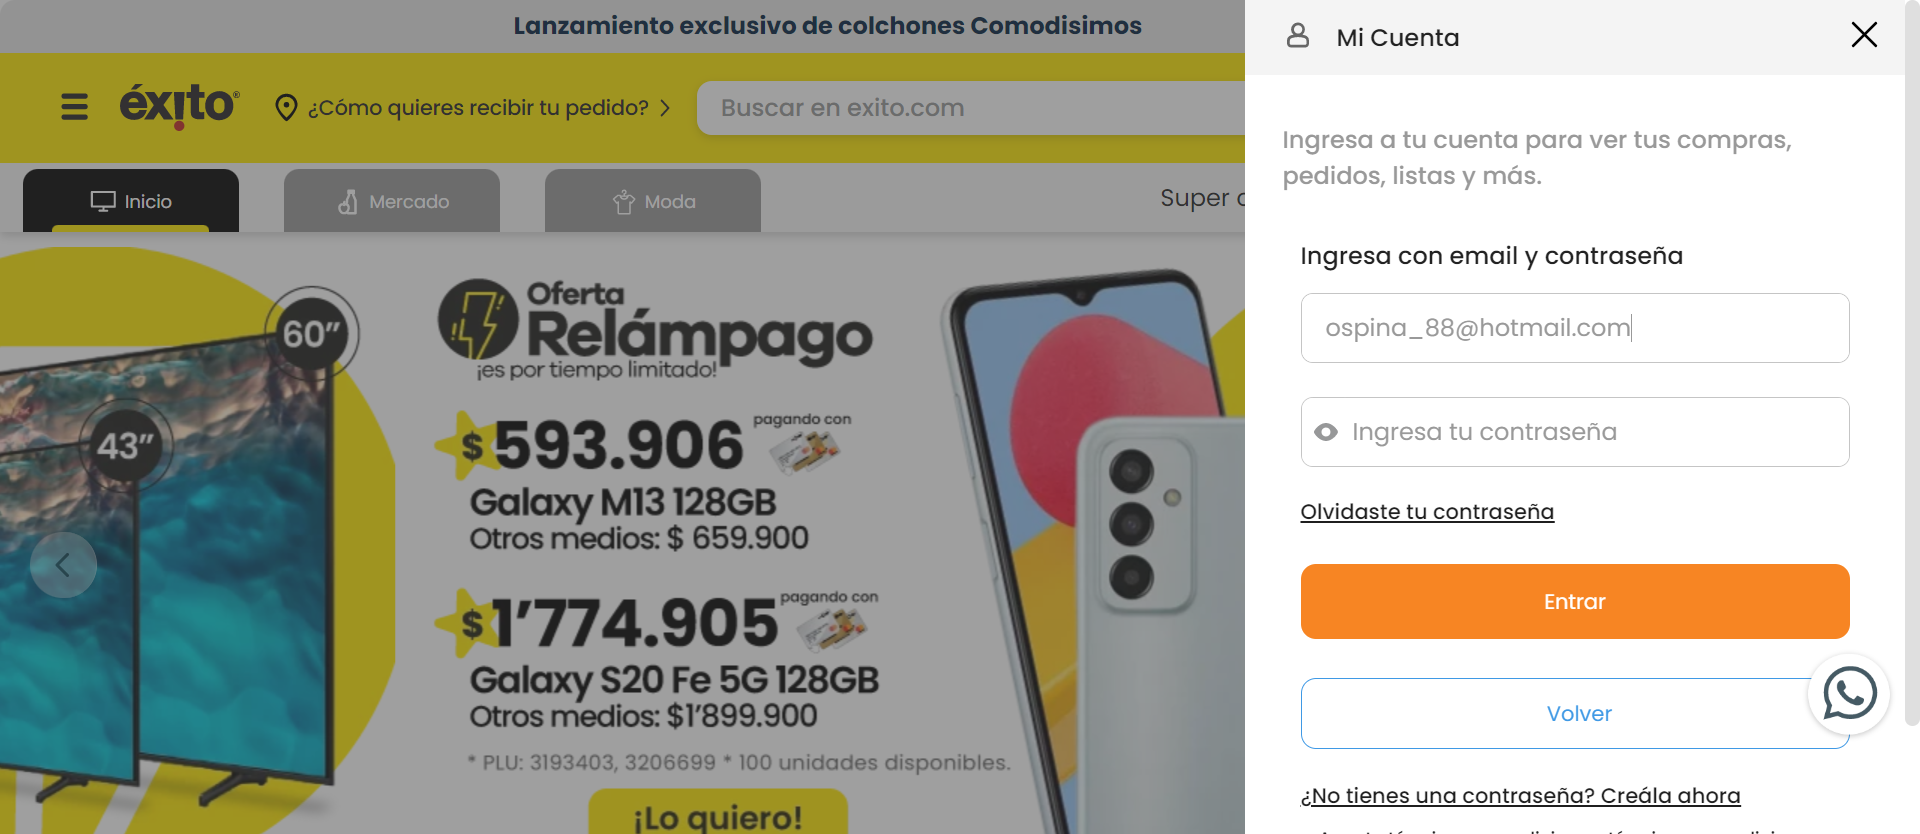 Lanzamiento exclusivo de colchones Comodisimos
éxito®
¿Cómo quieres recibir tu pedido?
Buscar en exito.com
Inicio
Mercado
Moda
Super
60”
43”
Oferta
Relámpago
¡es por tiempo limitado!
$593.906
pagando con
Galaxy M13 128GB
Otros medios: $ 659.900
$1’774.905
pagando con
Galaxy S20 Fe 5G 128GB
Otros medios: $1’899.900
* PLU: 3193403, 3206699 * 100 unidades disponibles.
¡Lo quiero!
Mi Cuenta
Ingresa a tu cuenta para ver tus compras,
pedidos, listas y más.
Ingresa con email y contraseña
ospina_88@hotmail.com
Ingresa tu contraseña
Olvidaste tu contraseña
Entrar
Volver
¿No tienes una contraseña? Creála ahora